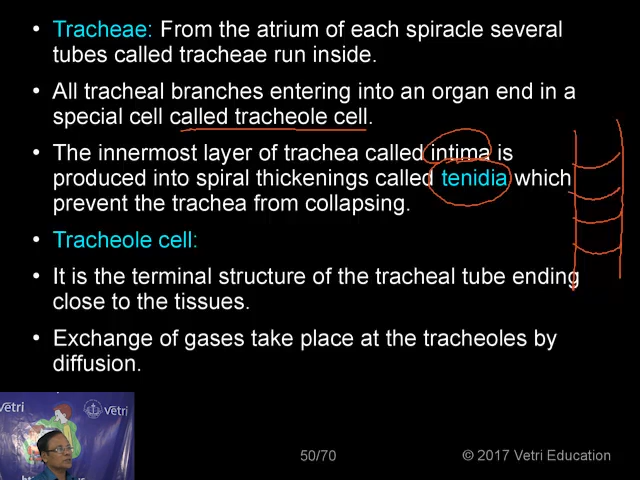 • Tracheae: From the atrium of each spiracle several
tubes called tracheae run inside.
• All tracheal branches entering into an organ end in a
special cell called tracheole cell.
• The innermost layer of trachea called intima is
produced into spiral thickenings called tenidia which
prevent the trachea from collapsing.
• Tracheole cell:
• It is the terminal structure of the tracheal tube ending
close to the tissues.
• Exchange of gases take place at the tracheoles by
diffusion.
Vetri
Vetri
50/70
© 2017 Vetri Education